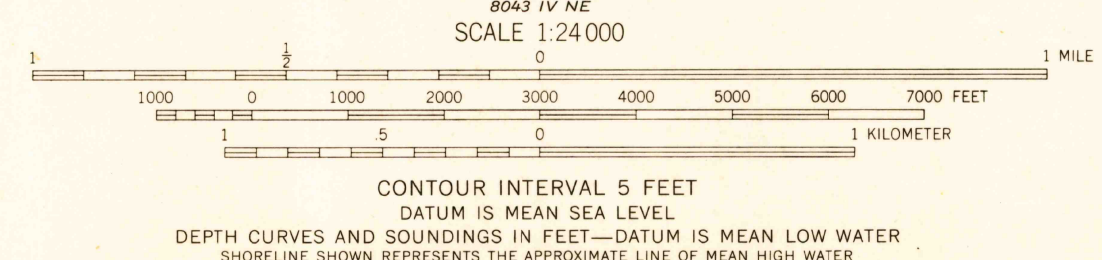 8043 IV NE
SCALE 1:24 000
1 ½ 0 1 MILE
1000 0 1000 2000 3000 4000 5000 6000 7000 FEET
1 .5 0 1 KILOMETER
CONTOUR INTERVAL 5 FEET
DATUM IS MEAN SEA LEVEL
DEPTH CURVES AND SOUNDINGS IN FEET—DATUM IS MEAN LOW WATER
SHORELINE SHOWN REPRESENTS THE APPROXIMATE LINE OF MEAN HIGH WATER